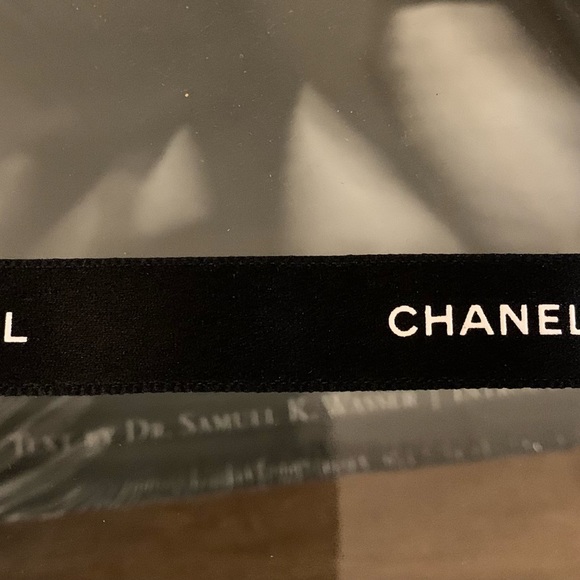 L CHANEL
TEXT BY DR. SAMUEL K. WASSER |